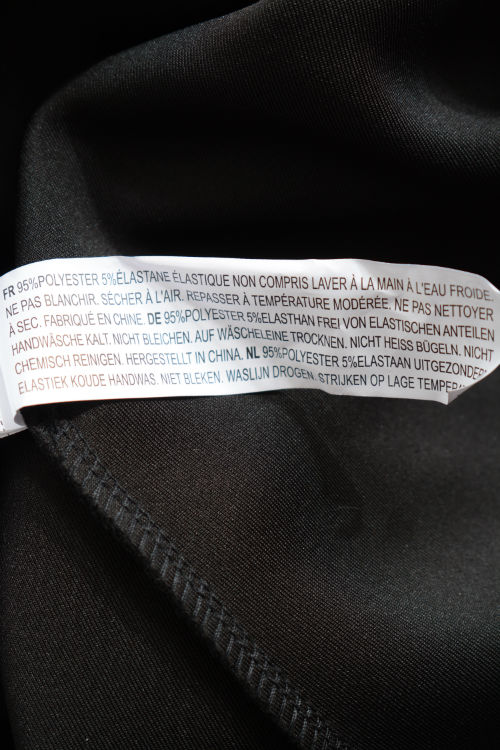 FR 95%POLYESTER 5%ÉLASTANE ÉLASTIQUE NON COMPRIS LAVER À LA MAIN À L'EAU FROIDE.
NE PAS BLANCHIR. SÉCHER À L'AIR. REPASSER À TEMPÉRATURE MODÉRÉE. NE PAS NETTOYER
À SEC. FABRIQUÉ EN CHINE. DE 95%POLYESTER 5%ELASTHAN FREI VON ELASTISCHEN ANTEILEN
HANDWÄSCHE KALT. NICHT BLEICHEN. AUF WÄSCHELEINE TROCKNEN. NICHT HEISS BÜGELN. NICHT
CHEMISCH REINIGEN. HERGESTELLT IN CHINA. NL 95%POLYESTER 5%ELASTAAN UITGEZONDER
ELASTIEK KOUDE HANDWAS. NIET BLEKEN. WASLIJN DROGEN. STRIJKEN OP LAGE TEMPER